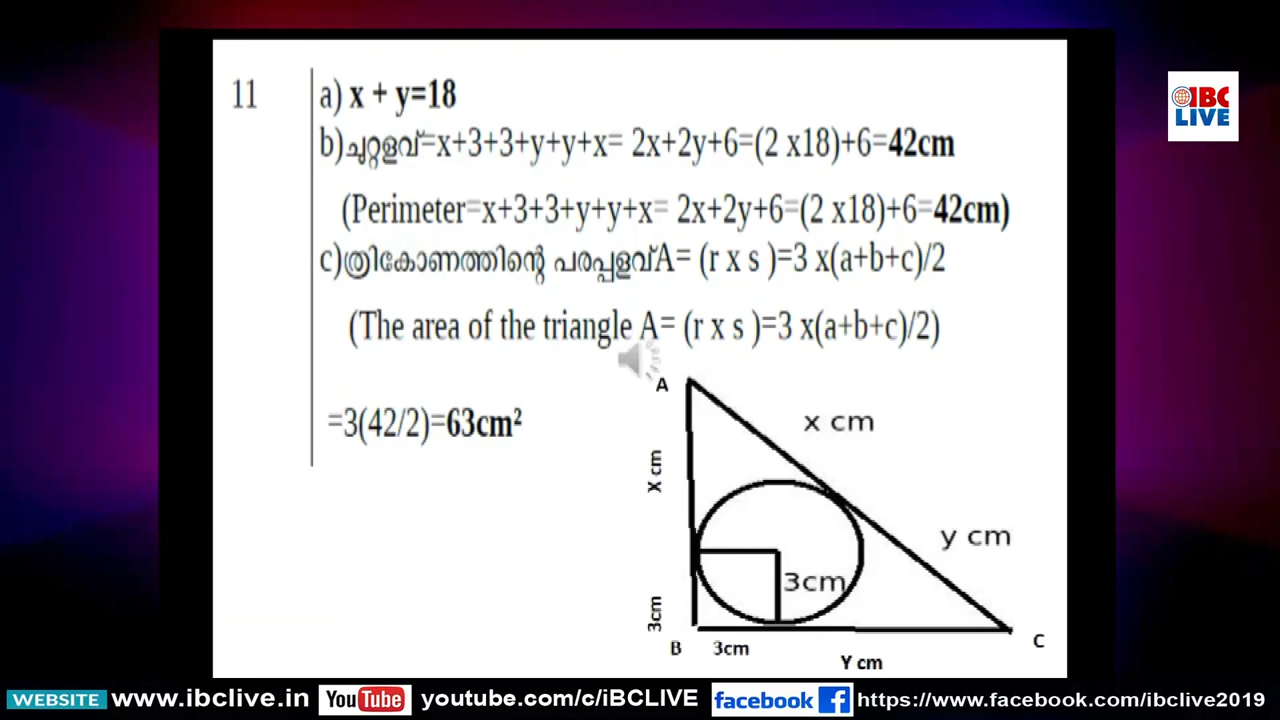 11
a) x + y=18
b)ചുറ്റളവ്=x+3+3+y+y+x= 2x+2y+6=(2 x18)+6=42cm
(Perimeter=x+3+3+y+y+x= 2x+2y+6=(2 x18)+6=42cm)
c)ത്രികോണത്തിന്റെ പരപ്പളവ്A= (r x s )=3 x(a+b+c)/2
(The area of the triangle A= (r x s )=3 x(a+b+c)/2)
=3(42/2)=63cm²
A
x cm
X cm
y cm
3cm
3cm
B
3cm
Y cm
C
IBC
LIVE
WEBSITE www.ibclive.in YouTube youtube.com/c/iBCLIVE facebook f https://www.facebook.com/ibclive2019